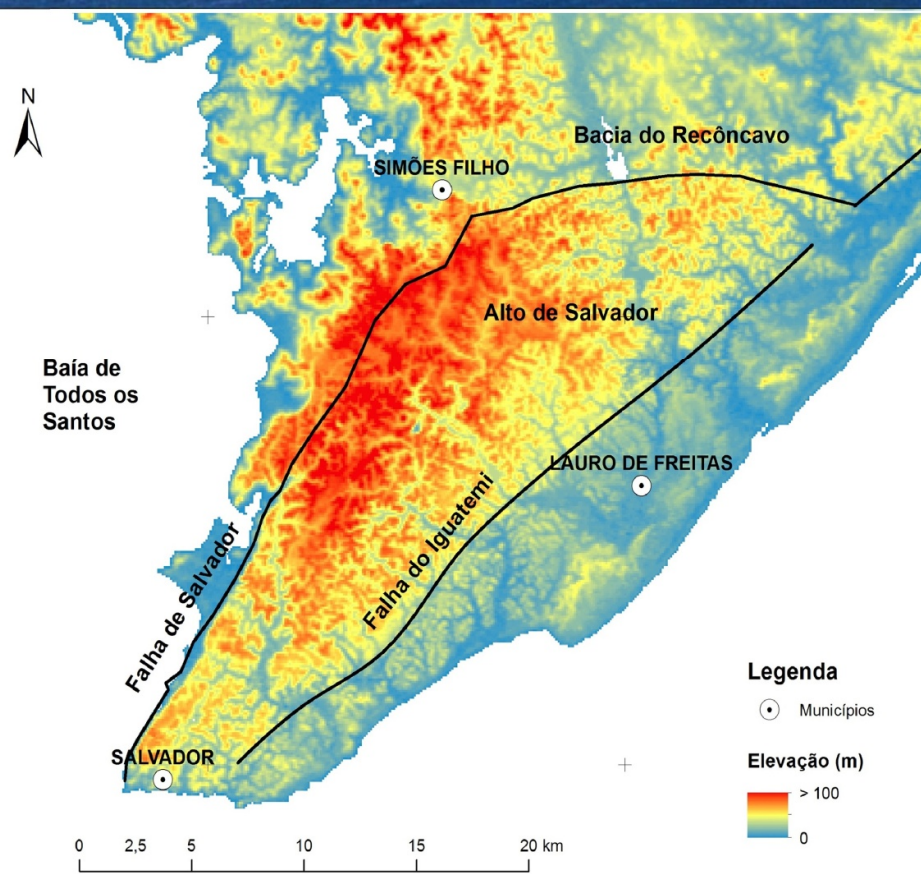 N
Bacia do Recôncavo
SIMÕES FILHO
Alto de Salvador
Baía de
Todos os
Santos
LAURO DE FREITAS
Falha do Iguatemi
Falha de Salvador
SALVADOR
Legenda
Municípios
Elevação (m)
> 100
0
0 2,5 5 10 15 20 km